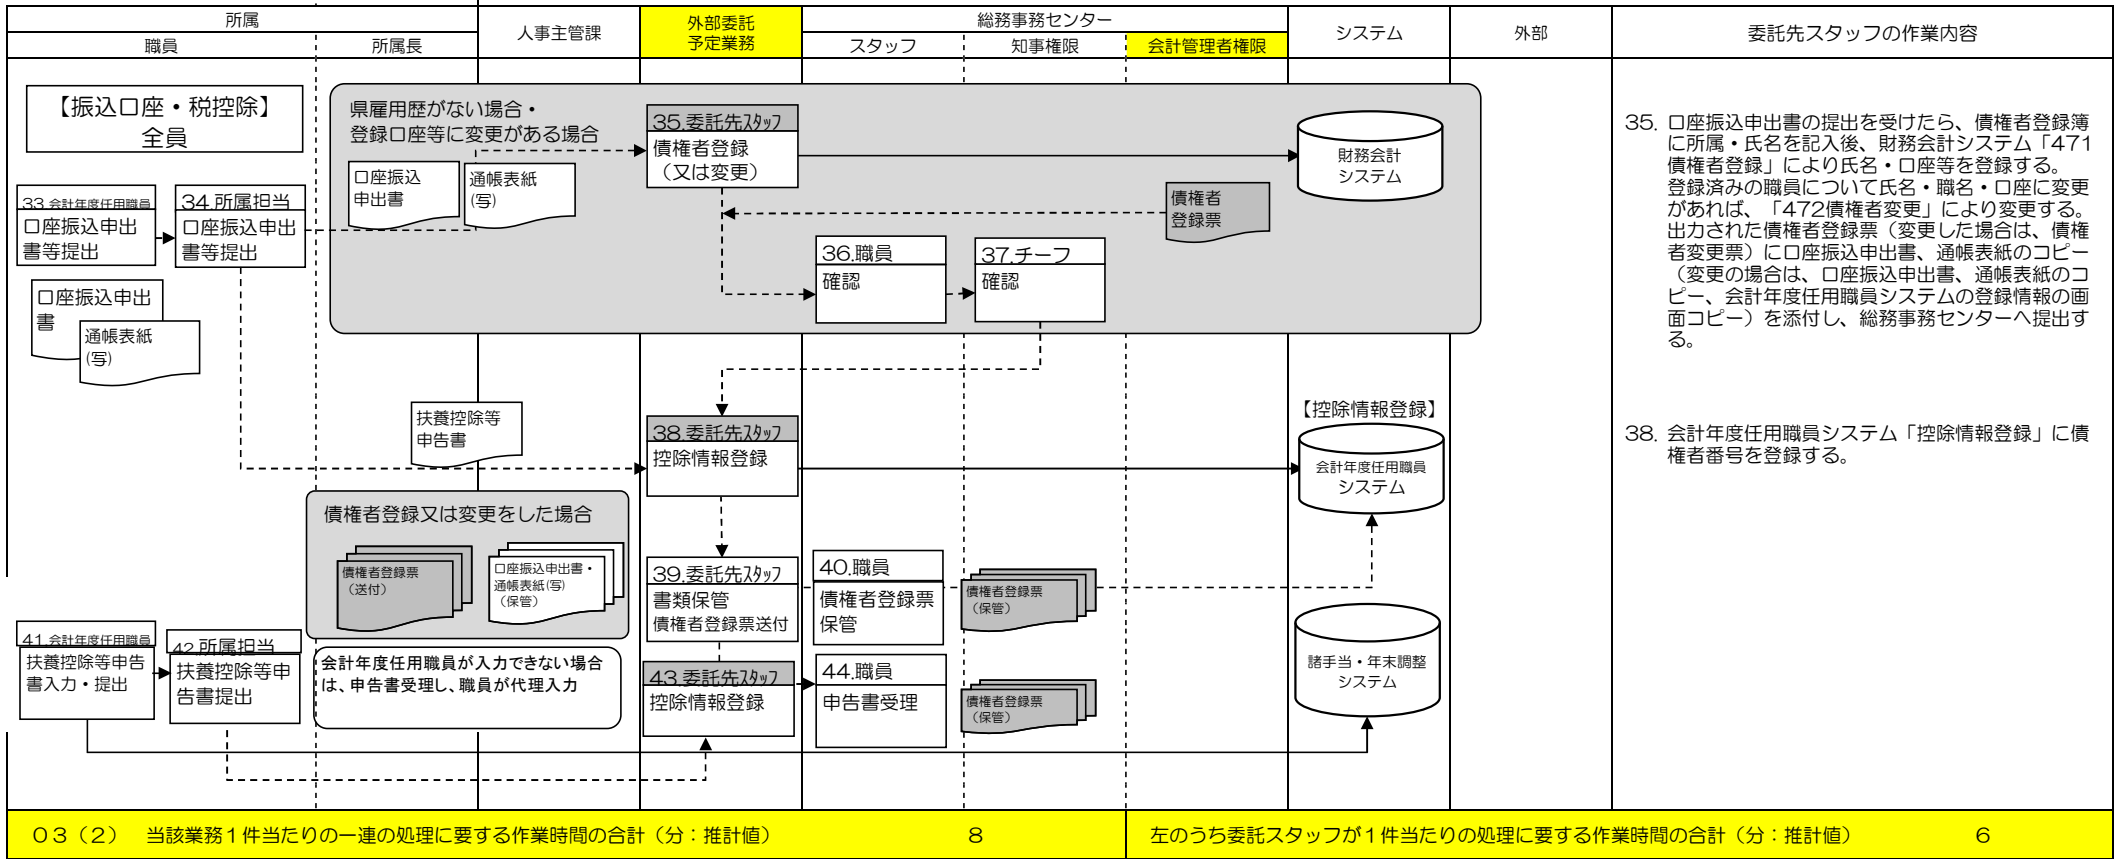 所属
人事主管課
外部委託
予定業務
総務事務センター
システム
外部
委託先スタッフの作業内容
職員
所属長
スタッフ
知事権限
会計管理者権限
【振込口座・税控除】
全員
県雇用歴がない場合・
登録口座等に変更がある場合
口座振込
申出書
通帳表紙
(写)
35.委託先スタッフ
債権者登録
（又は変更）
財務会計
システム
債権者
登録票
33.会計年度任用職員
口座振込申出
書等提出
34.所属担当
口座振込申出
書等提出
口座振込申出
書
通帳表紙
(写)
36.職員
確認
37.チーフ
確認
扶養控除等
申告書
38.委託先スタッフ
控除情報登録
【控除情報登録】
会計年度任用職員
システム
債権者登録又は変更をした場合
債権者登録票
（送付）
口座振込申出書・
通帳表紙(写)
（保管）
39.委託先スタッフ
書類保管
債権者登録票送付
40.職員
債権者登録票
保管
債権者登録票
（保管）
41.会計年度任用職員
扶養控除等申告
書入力・提出
42.所属担当
扶養控除等申
告書提出
会計年度任用職員が入力できない場合
は、申告書受理し、職員が代理入力
43.委託先スタッフ
控除情報登録
44.職員
申告書受理
債権者登録票
（保管）
諸手当・年末調整
システム
35. 口座振込申出書の提出を受けたら、債権者登録簿
に所属・氏名を記入後、財務会計システム「471
債権者登録」により氏名・口座等を登録する。
登録済みの職員について氏名・職名・口座に変更
があれば、「472債権者変更」により変更する。
出力された債権者登録票（変更した場合は、債権
者変更票）に口座振込申出書、通帳表紙のコピー
（変更の場合は、口座振込申出書、通帳表紙のコ
ピー、会計年度任用職員システムの登録情報の画
面コピー）を添付し、総務事務センターへ提出す
る。
38. 会計年度任用職員システム「控除情報登録」に債
権者番号を登録する。
０３（２）　当該業務１件当たりの一連の処理に要する作業時間の合計（分：推計値）　8
左のうち委託スタッフが１件当たりの処理に要する作業時間の合計（分：推計値）　6